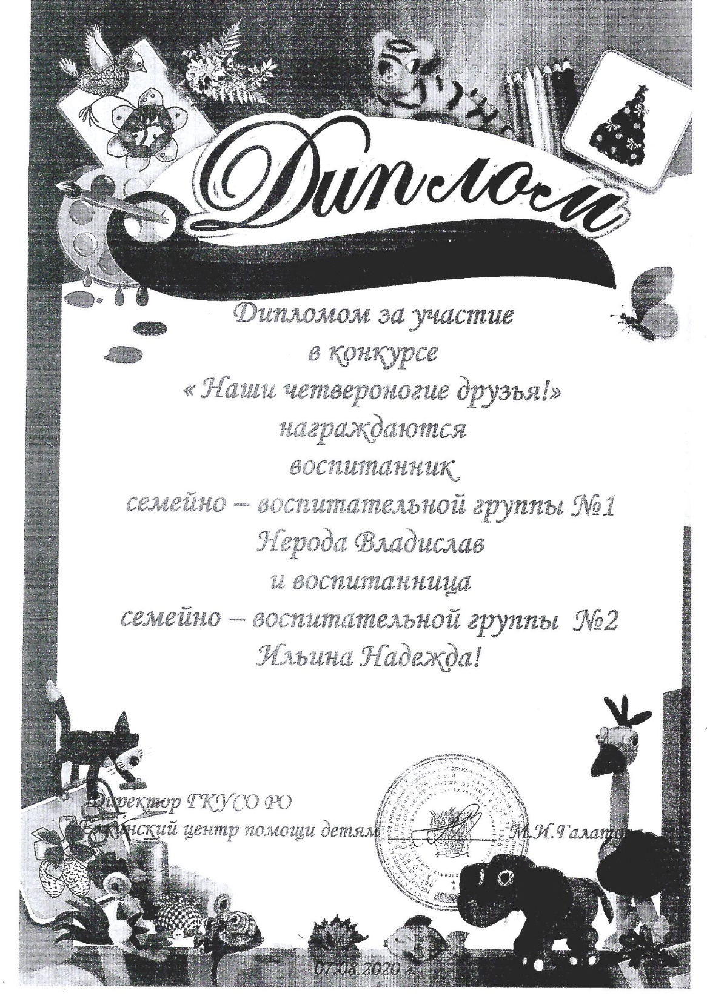 Диплом
Дипломом за участие
в конкурсе
« Наши четвероногие друзья!»
награждаются
воспитанник
семейно – воспитательной группы №1
Нерода Владислав
и воспитанница
семейно – воспитательной группы №2
Ильина Надежда!
Директор ГКУСО РО
центр помощи детям М.И.
07.08.2020 г.